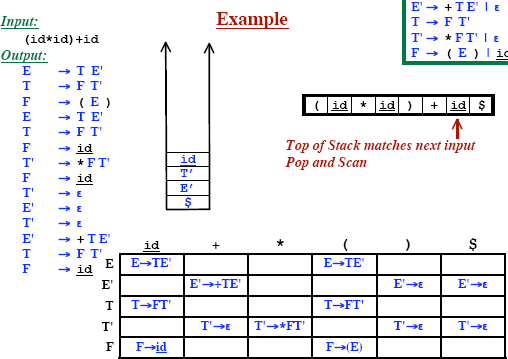 Example
Input:
(id*id)+id
Output:
E → T E'
T → F T'
F → ( E )
E → T E'
T → F T'
F → id
T' → * F T'
F → id
T' → ε
E' → ε
T' → ε
E' → + T E'
T → F T'
F → id
E' → + T E' | ε
T → F T'
T' → * F T' | ε
F → ( E ) | id
( id * id ) + id $
Top of Stack matches next input
Pop and Scan
id
T'
E'
$
id + * ( ) $
E E→TE' E→TE'
E' E'→+TE' E'→ε E'→ε
T T→FT' T→FT'
T' T'→ε T'→*FT' T'→ε T'→ε
F F→id F→(E)